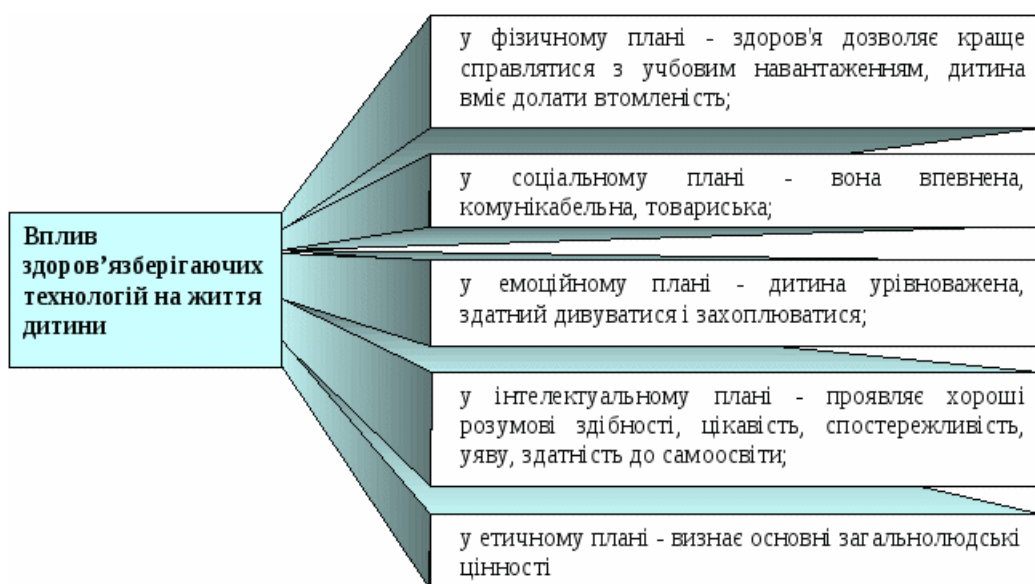 Вплив
здоров’язберігаючих
технологій на життя
дитини
у фізичному плані - здоров'я дозволяє краще
справлятися з учбовим навантаженням, дитина
вміє долати втомленість;
у соціальному плані - вона впевнена,
комунікабельна, товариська;
у емоційному плані - дитина урівноважена,
здатний дивуватися і захоплюватися;
у інтелектуальному плані - проявляє хороші
розумові здібності, цікавість, спостережливість,
уяву, здатність до самоосвіти;
у етичному плані - визнає основні загальнолюдські
цінності